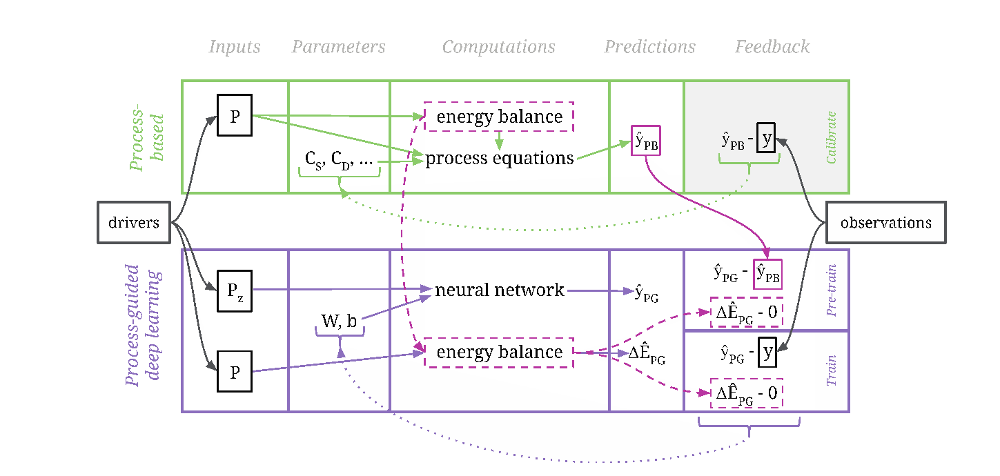 Inputs Parameters Computations Predictions Feedback
Process-
based
P
energy balance
C_S, C_D, ...
process equations
ŷ_PB
ŷ_PB - y
Calibrate
drivers
observations
Process-guided
deep learning
P_z
neural network
ŷ_PG
ŷ_PG - ŷ_PB
W, b
ΔÊ_PG - 0
Pre-train
P
energy balance
ΔÊ_PG
ŷ_PG - y
ΔÊ_PG - 0
Train